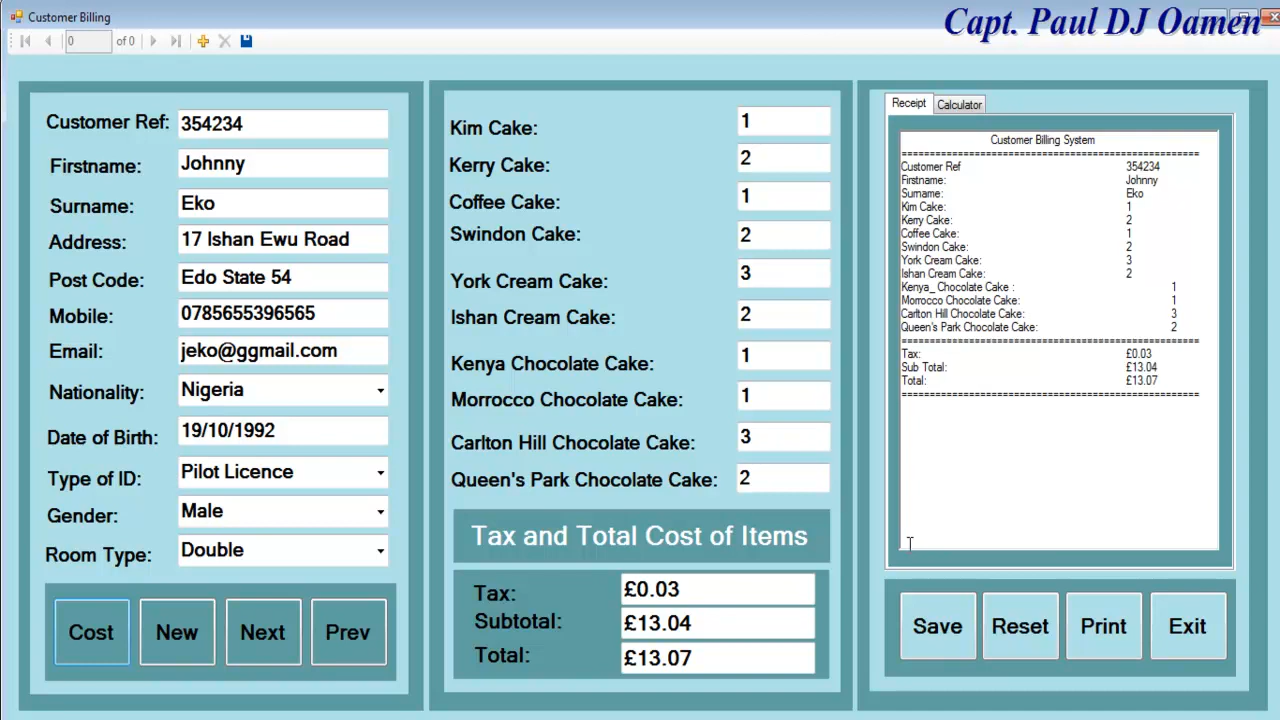 Customer Billing
Capt. Paul DJ Oamen
0 of 0
Customer Ref: 354234
Firstname: Johnny
Surname: Eko
Address: 17 Ishan Ewu Road
Post Code: Edo State 54
Mobile: 0785655396565
Email: jeko@ggmail.com
Nationality: Nigeria
Date of Birth: 19/10/1992
Type of ID: Pilot Licence
Gender: Male
Room Type: Double
Cost New Next Prev
Kim Cake: 1
Kerry Cake: 2
Coffee Cake: 1
Swindon Cake: 2
York Cream Cake: 3
Ishan Cream Cake: 2
Kenya Chocolate Cake: 1
Morrocco Chocolate Cake: 1
Carlton Hill Chocolate Cake: 3
Queen's Park Chocolate Cake: 2
Tax and Total Cost of Items
Tax: £0.03
Subtotal: £13.04
Total: £13.07
Receipt Calculator
Customer Billing System
=======================================================
Customer Ref 354234
Firstname: Johnny
Surname: Eko
Kim Cake: 1
Kerry Cake: 2
Coffee Cake: 1
Swindon Cake: 2
York Cream Cake: 3
Ishan Cream Cake: 2
Kenya_ Chocolate Cake : 1
Morrocco Chocolate Cake: 1
Carlton Hill Chocolate Cake: 3
Queen's Park Chocolate Cake: 2
=======================================================
Tax: £0.03
Sub Total: £13.04
Total: £13.07
=======================================================
Save Reset Print Exit